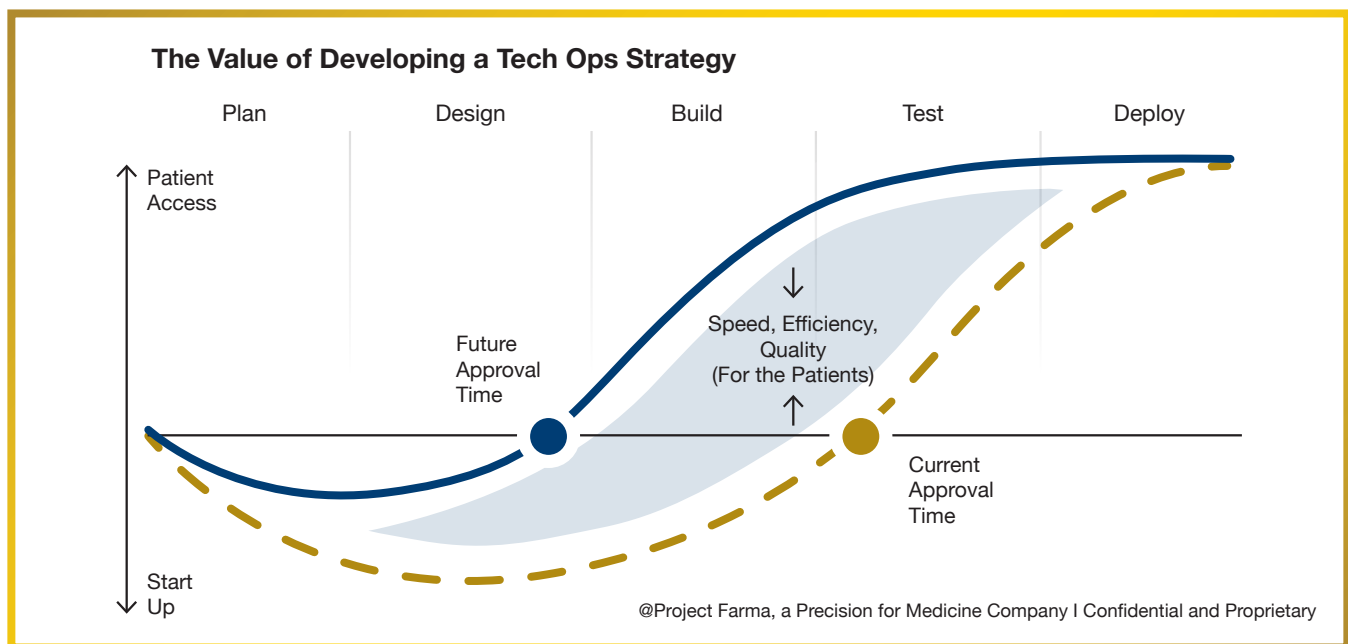 The Value of Developing a Tech Ops Strategy
Plan
Design
Build
Test
Deploy
Patient
Access
Future
Approval
Time
Speed, Efficiency,
Quality
(For the Patients)
Current
Approval
Time
Start
Up
@Project Farma, a Precision for Medicine Company I Confidential and Proprietary